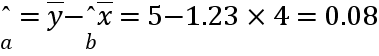 â = y̅ − b̂x̅ = 5 − 1.23 × 4 = 0.08